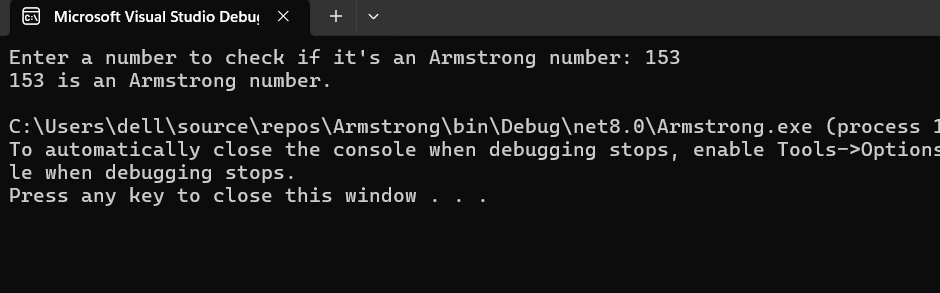 Microsoft Visual Studio Debu
Enter a number to check if it's an Armstrong number: 153
153 is an Armstrong number.
C:\Users\dell\source\repos\Armstrong\bin\Debug\net8.0\Armstrong.exe (process 1
To automatically close the console when debugging stops, enable Tools->Options
le when debugging stops.
Press any key to close this window . . .